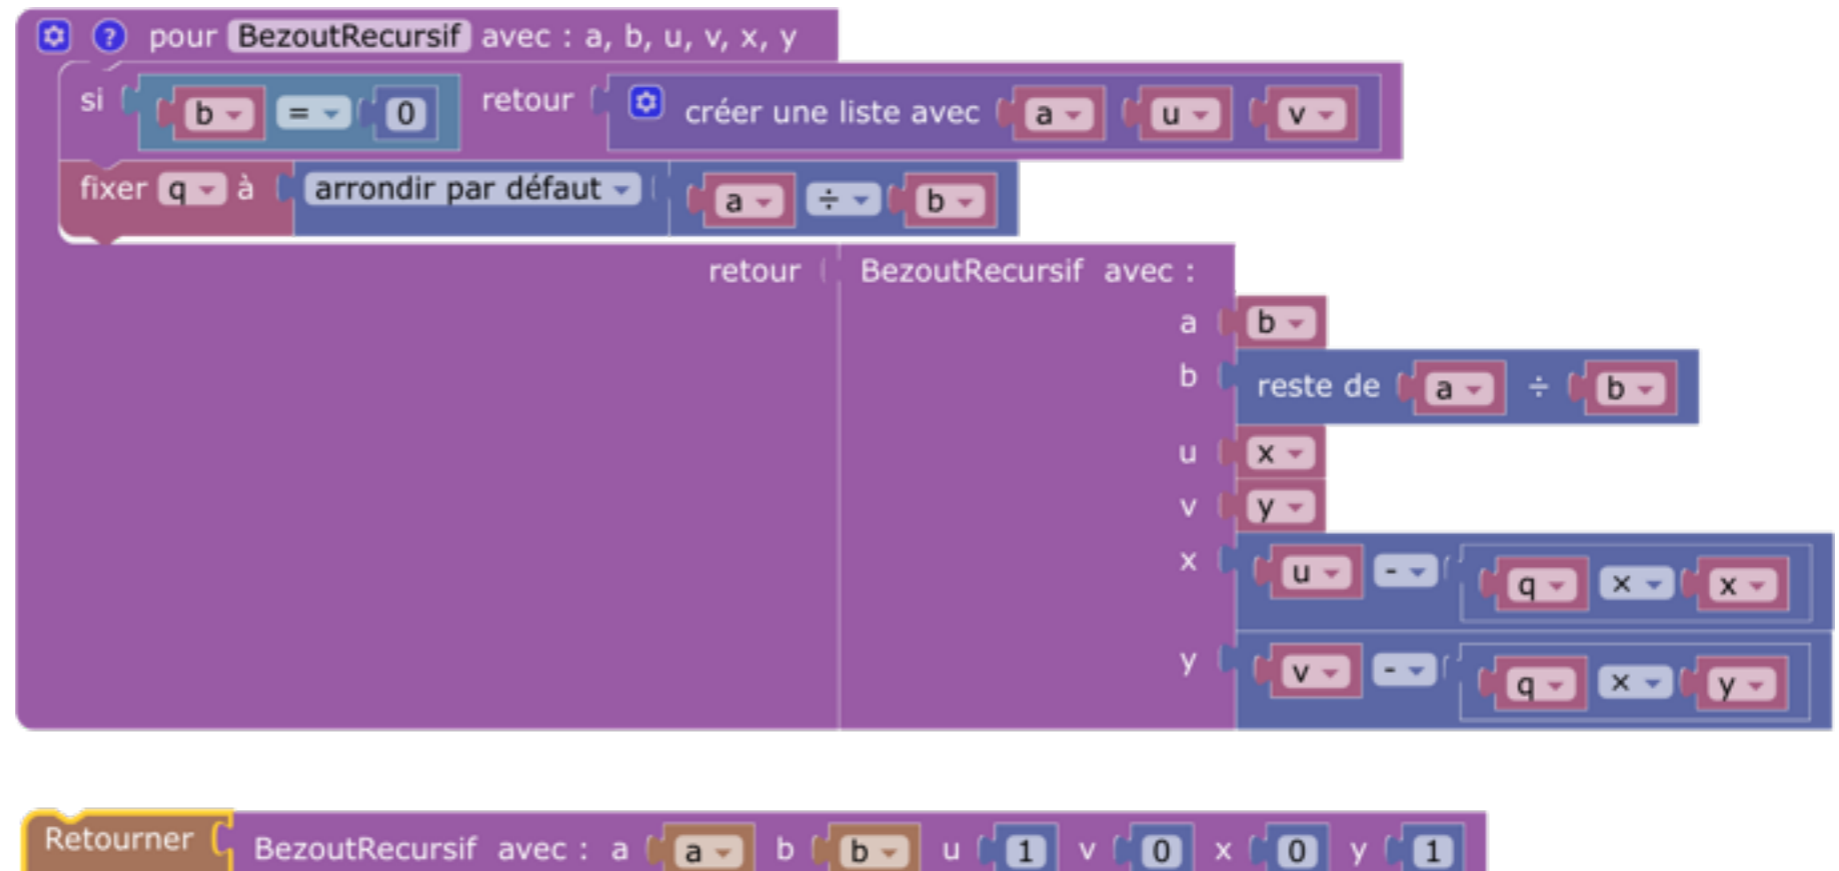 ? pour BezoutRecursif avec : a, b, u, v, x, y
si b = 0 retour créer une liste avec a u v
fixer q à arrondir par défaut a ÷ b
retour BezoutRecursif avec :
a b
b reste de a ÷ b
u x
v y
x u - q × x
y v - q × y
Retourner BezoutRecursif avec : a a b b u 1 v 0 x 0 y 1